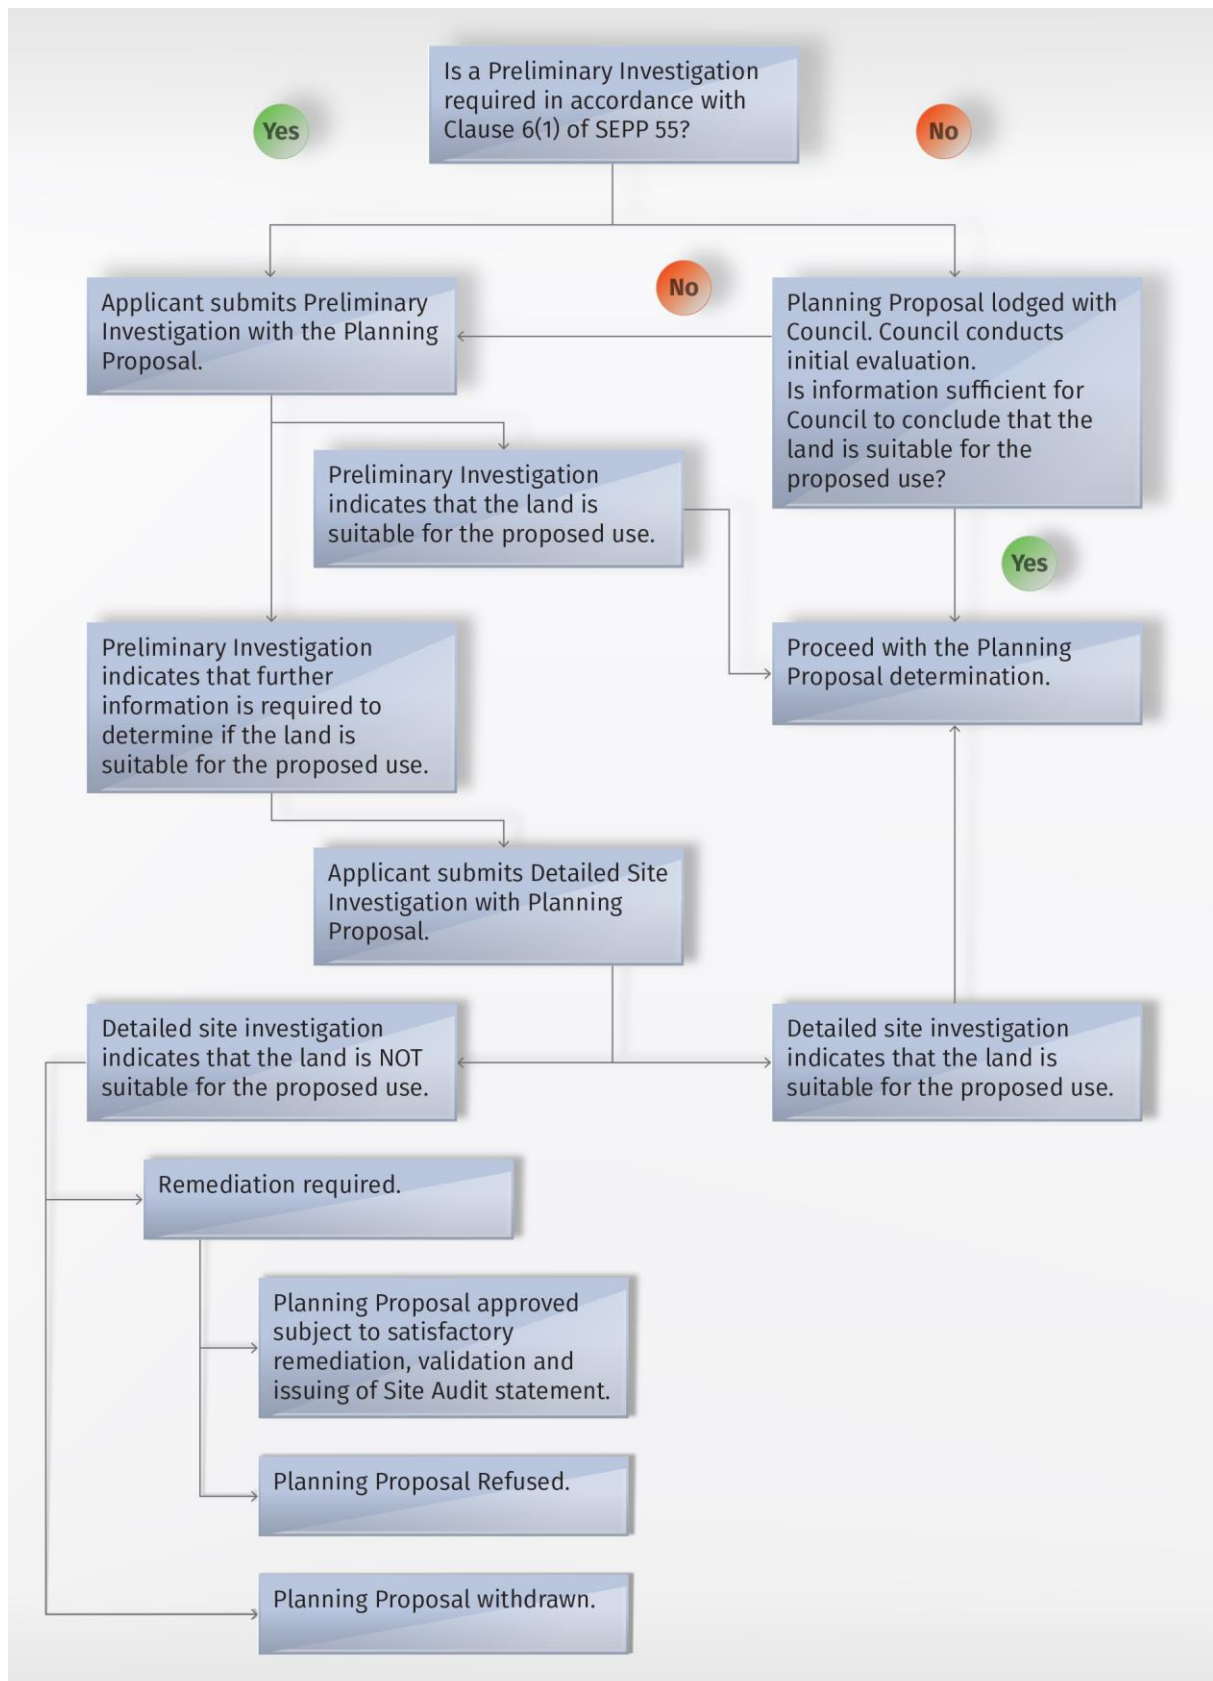 Is a Preliminary Investigation
required in accordance with
Clause 6(1) of SEPP 55?
Yes
No
Applicant submits Preliminary
Investigation with the Planning
Proposal.
No
Planning Proposal lodged with
Council. Council conducts
initial evaluation.
Is information sufficient for
Council to conclude that the
land is suitable for the
proposed use?
Preliminary Investigation
indicates that the land is
suitable for the proposed use.
Yes
Preliminary Investigation
indicates that further
information is required to
determine if the land is
suitable for the proposed use.
Proceed with the Planning
Proposal determination.
Applicant submits Detailed Site
Investigation with Planning
Proposal.
Detailed site investigation
indicates that the land is NOT
suitable for the proposed use.
Detailed site investigation
indicates that the land is
suitable for the proposed use.
Remediation required.
Planning Proposal approved
subject to satisfactory
remediation, validation and
issuing of Site Audit statement.
Planning Proposal Refused.
Planning Proposal withdrawn.